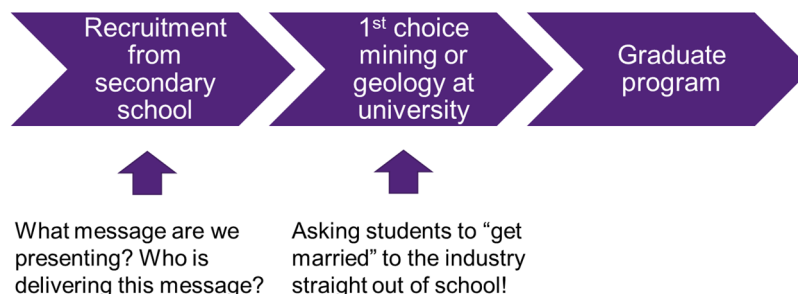 Recruitment
from
secondary
school
1st choice
mining or
geology at
university
Graduate
program
What message are we
presenting? Who is
delivering this message?
Asking students to “get
married” to the industry
straight out of school!